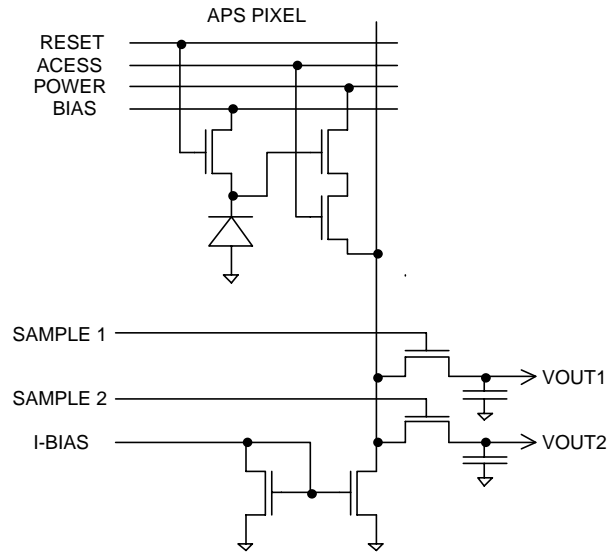 APS PIXEL
RESET
ACESS
POWER
BIAS
SAMPLE 1
VOUT1
SAMPLE 2
I-BIAS
VOUT2